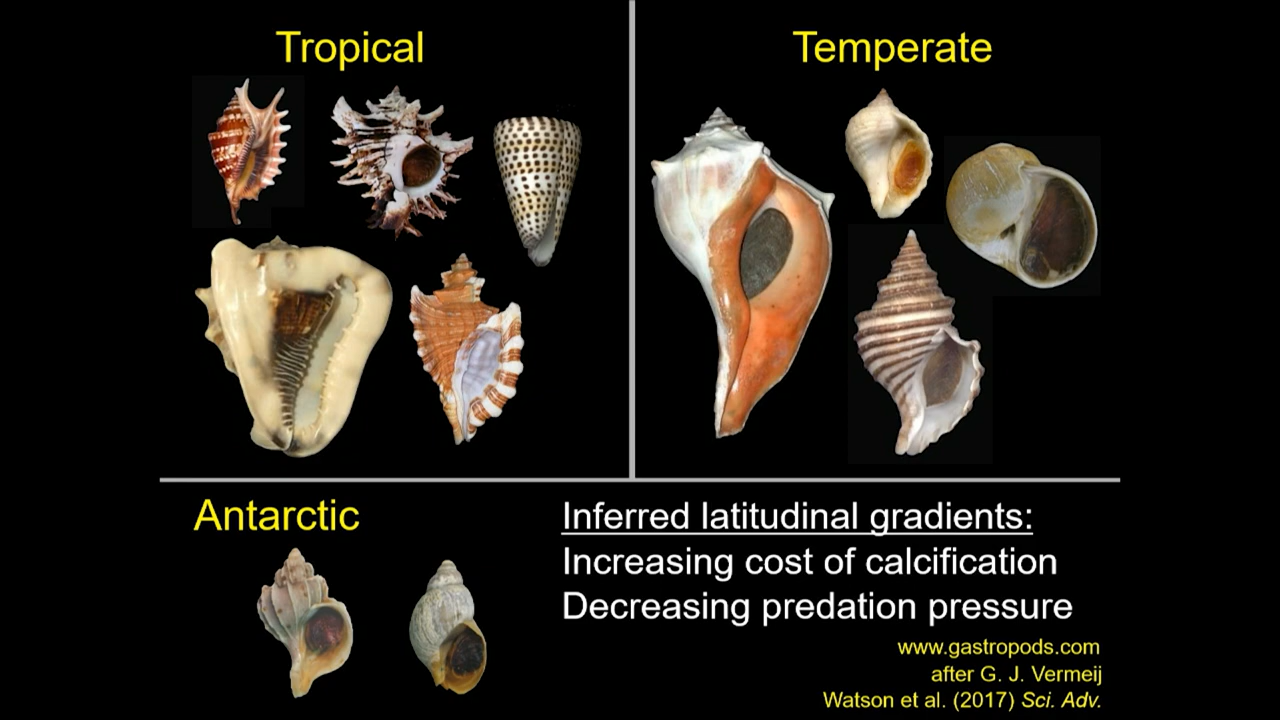 Tropical
Temperate
Antarctic
Inferred latitudinal gradients:
Increasing cost of calcification
Decreasing predation pressure
www.gastropods.com
after G. J. Vermeij
Watson et al. (2017) Sci. Adv.